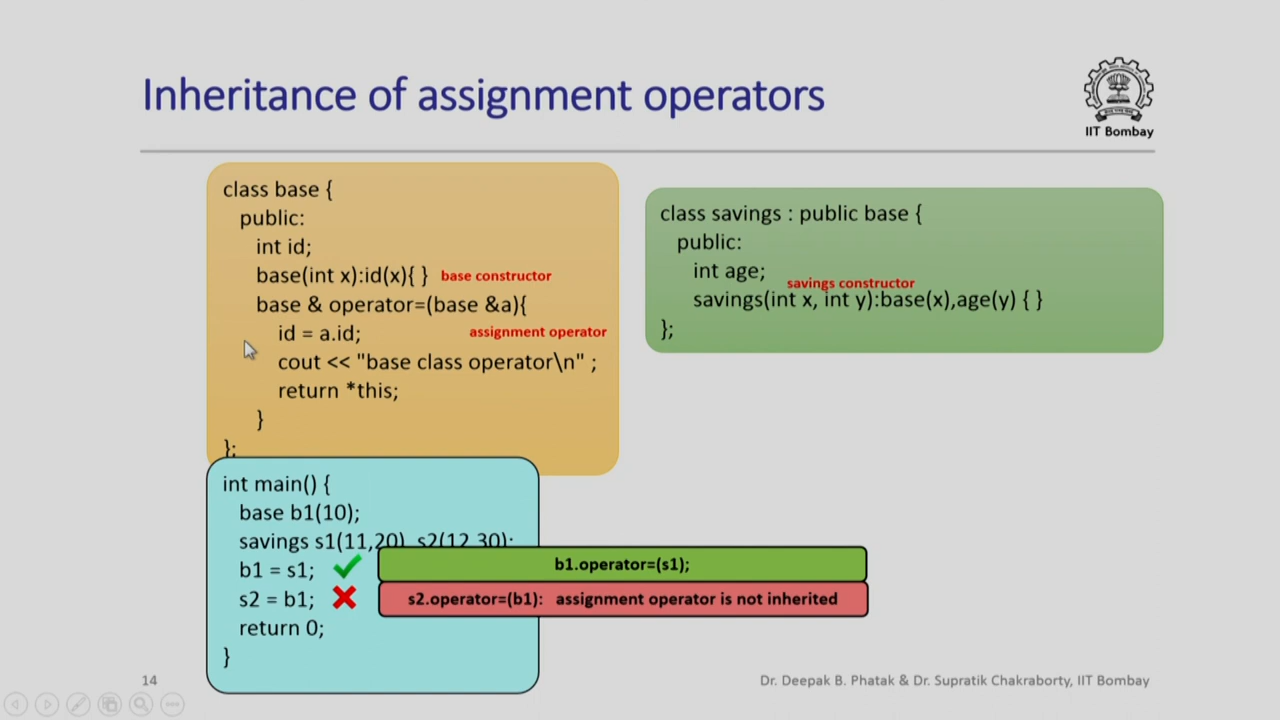 Inheritance of assignment operators
IIT Bombay
class base {
public:
int id;
base(int x):id(x){ } base constructor
base & operator=(base &a){
id = a.id; assignment operator
cout << "base class operator\n" ;
return *this;
}
};
class savings : public base {
public:
int age;
savings constructor
savings(int x, int y):base(x),age(y) { }
};
int main() {
base b1(10);
savings s1(11,20), s2(12,30);
b1 = s1;
b1.operator=(s1);
s2 = b1;
s2.operator=(b1): assignment operator is not inherited
return 0;
}
14
Dr. Deepak B. Phatak & Dr. Supratik Chakraborty, IIT Bombay